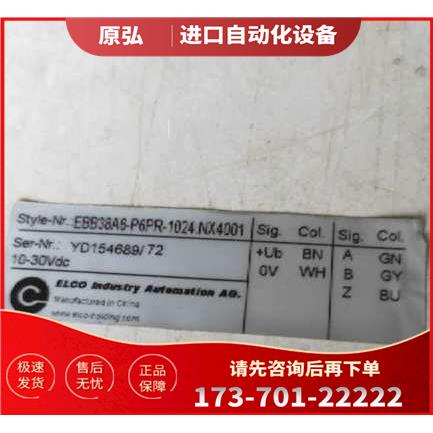 原弘 | 进口自动化设备
Style-Nr.: EBB38A6-P6PR-1024.NX4001
Ser-Nr.: YD154689/72
10-30Vdc
ELCO Industry Automation AG.
Manufactured in China
www.elco-holding.com
Sig. Col. Sig. Col.
+Ub BN A GN
0V WH B GY
Z BU
极速发货
售后无忧
正品保障
请先咨询后再下单
173-701-22222